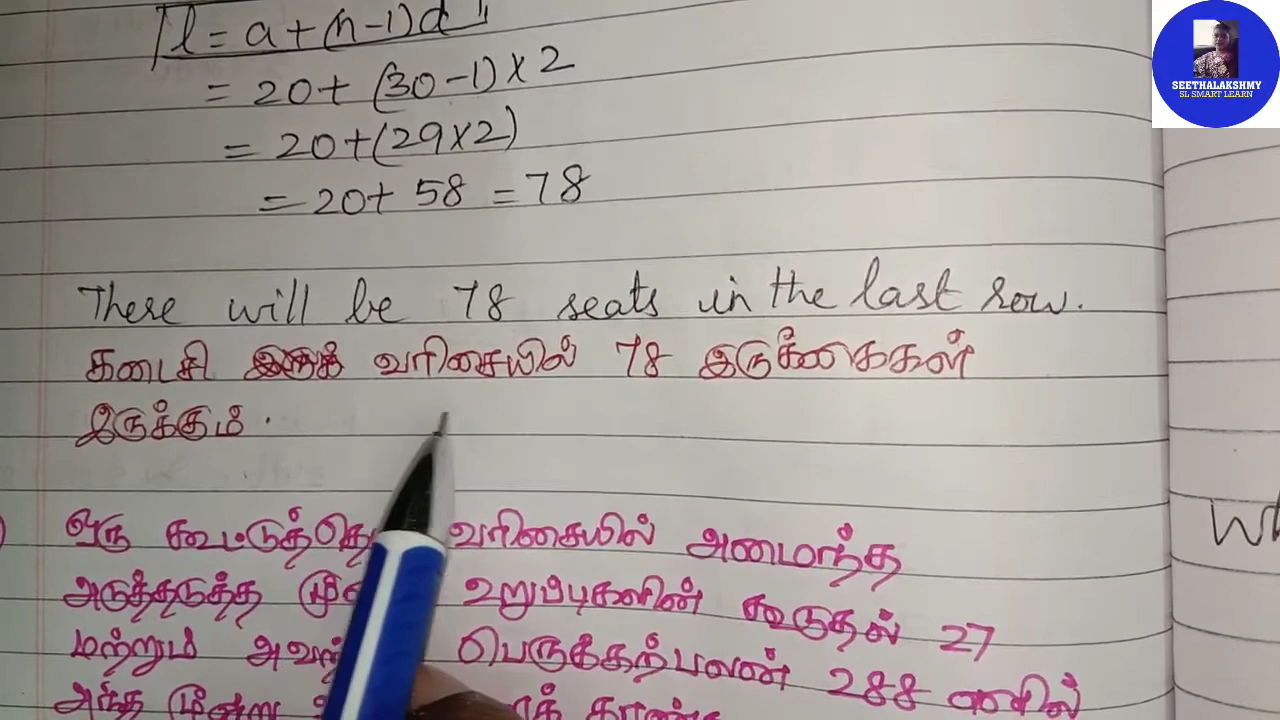 l = a + (n-1)d
= 20 + (30-1) × 2
= 20 + (29×2)
= 20 + 58 = 78
There will be 78 seats in the last row.
கடைசி வரிசையில் 78 இருக்கைகள்
இருக்கும்.
ஒரு வரிசையில் அமைந்த
அடுத்தடுத்த உறுப்புகளின் கூடுதல் 27
மற்றும் பெருக்கற்பலன் 288 எனில்
அந்த மூன்று
SEETHALAKSHMY
SL SMART LEARN